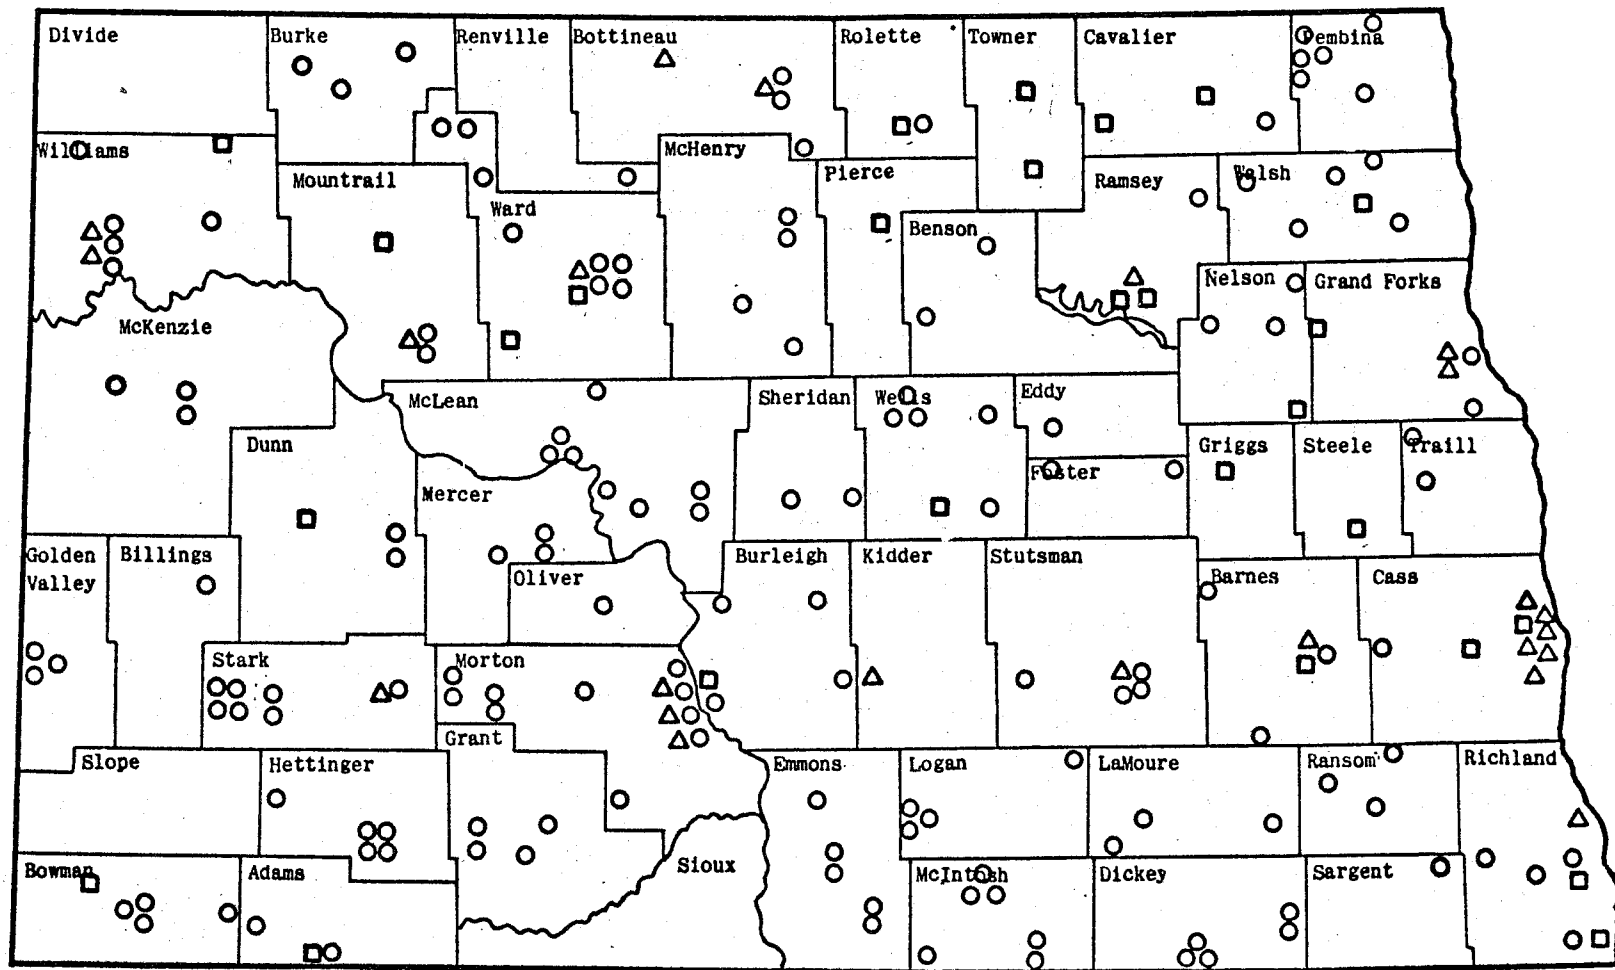 Divide
Burke
Renville
Bottineau
Rolette
Towner
Cavalier
Pembina
Williams
Mountrail
Ward
McHenry
Pierce
Benson
Ramsey
Walsh
Nelson
Grand Forks
McKenzie
Dunn
McLean
Mercer
Sheridan
Wells
Eddy
Foster
Griggs
Steele
Traill
Golden
Valley
Billings
Oliver
Burleigh
Kidder
Stutsman
Barnes
Cass
Stark
Morton
Grant
Slope
Hettinger
Emmons
Logan
LaMoure
Ransom
Richland
Bowman
Adams
Sioux
McIntosh
Dickey
Sargent